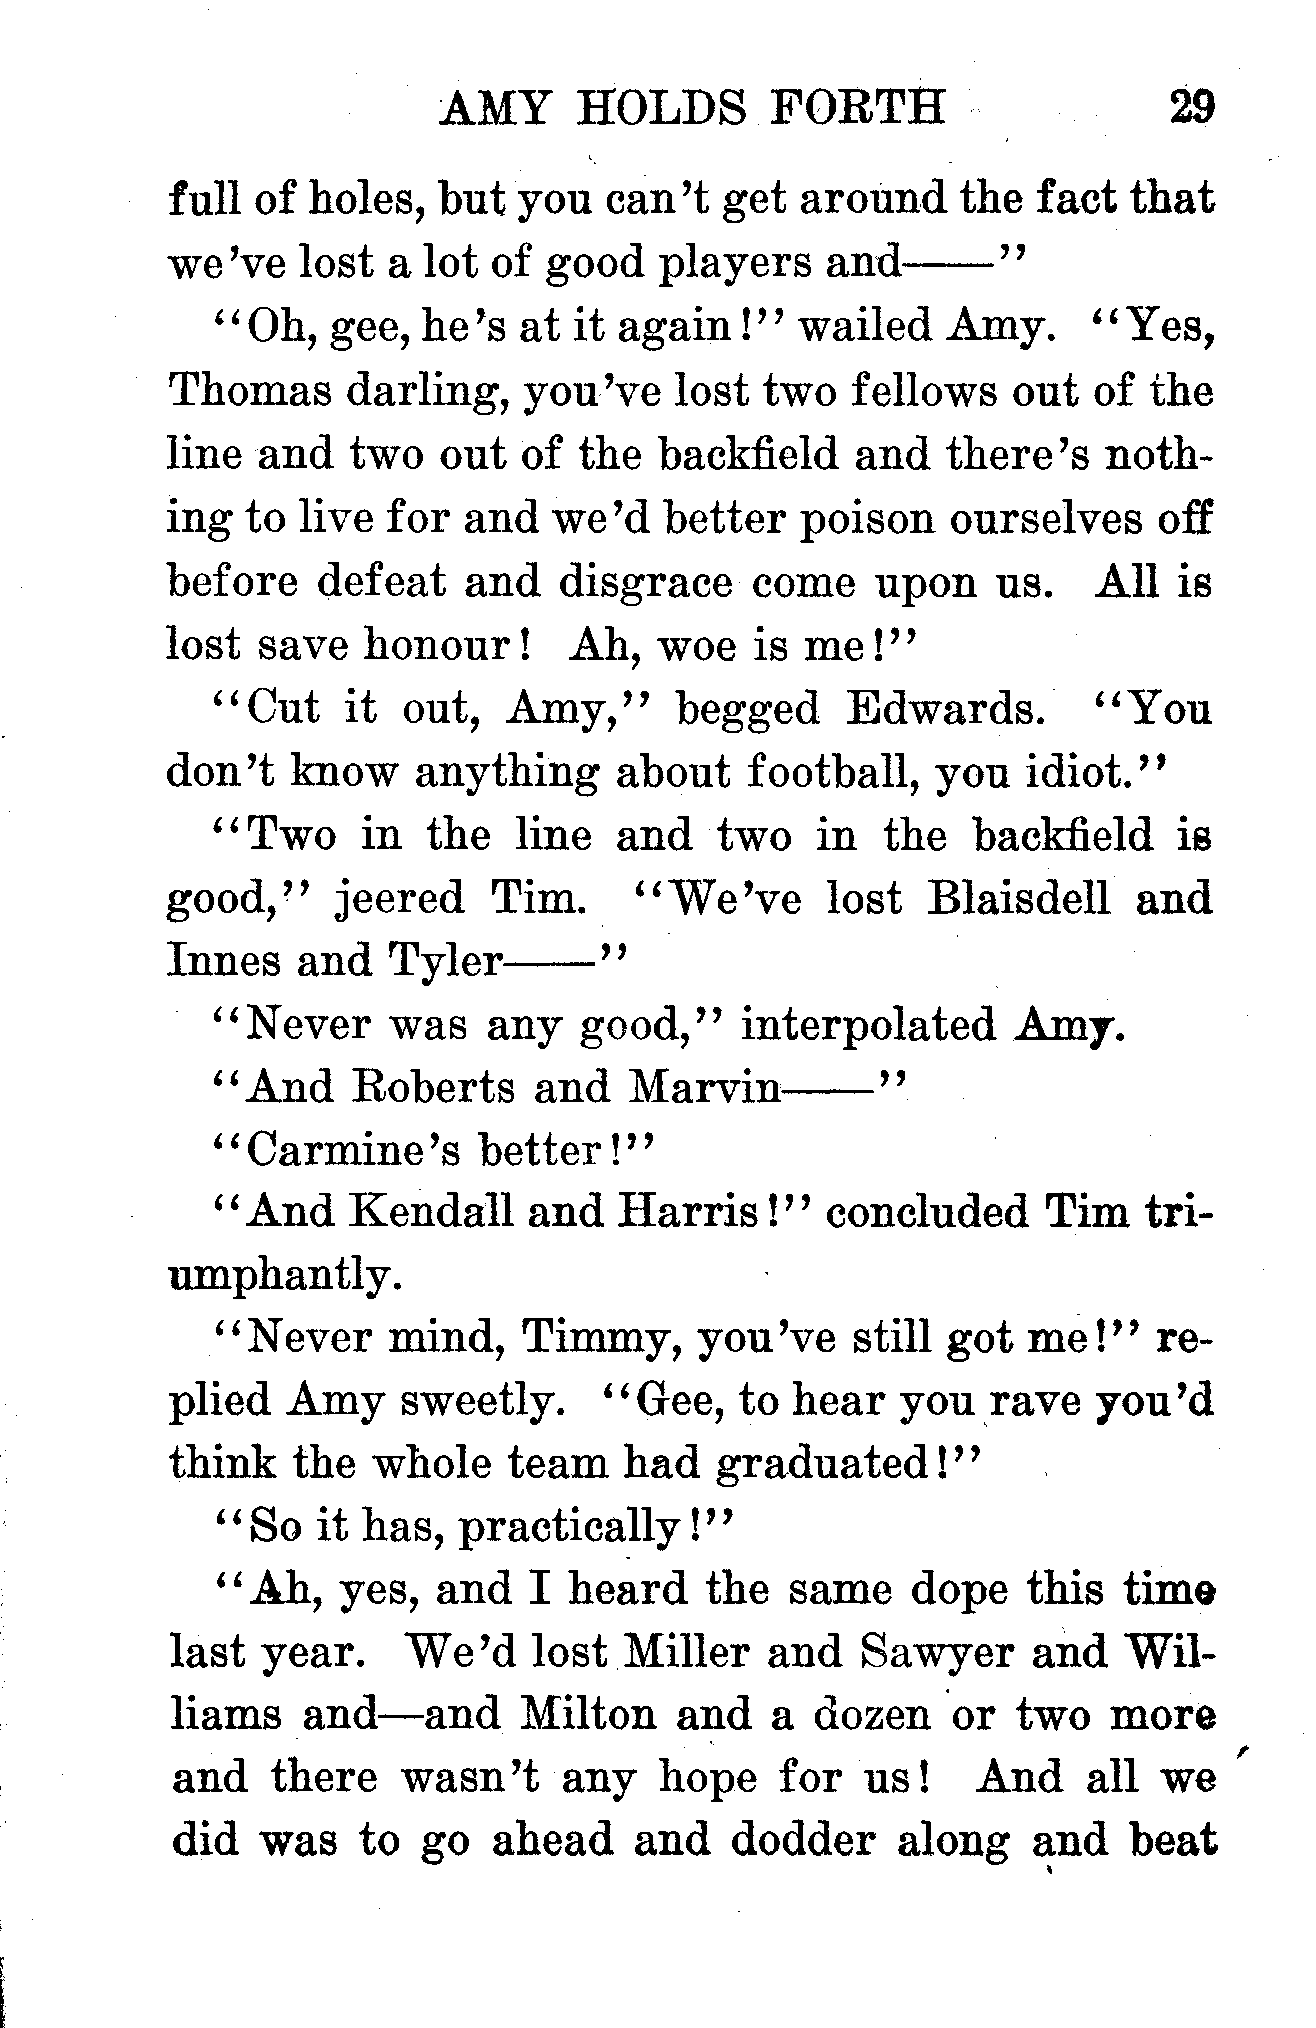 AMY HOLDS FORTH 29
full of holes, but you can't get around the fact that
we've lost a lot of good players and——"
"Oh, gee, he's at it again!" wailed Amy. "Yes,
Thomas darling, you've lost two fellows out of the
line and two out of the backfield and there's noth-
ing to live for and we'd better poison ourselves off
before defeat and disgrace come upon us. All is
lost save honour! Ah, woe is me!"
"Cut it out, Amy," begged Edwards. "You
don't know anything about football, you idiot."
"Two in the line and two in the backfield is
good," jeered Tim. "We've lost Blaisdell and
Innes and Tyler——"
"Never was any good," interpolated Amy.
"And Roberts and Marvin——"
"Carmine's better!"
"And Kendall and Harris!" concluded Tim tri-
umphantly.
"Never mind, Timmy, you've still got me!" re-
plied Amy sweetly. "Gee, to hear you rave you'd
think the whole team had graduated!"
"So it has, practically!"
"Ah, yes, and I heard the same dope this time
last year. We'd lost Miller and Sawyer and Wil-
liams and—and Milton and a dozen or two more
and there wasn't any hope for us! And all we
did was to go ahead and dodder along and beat